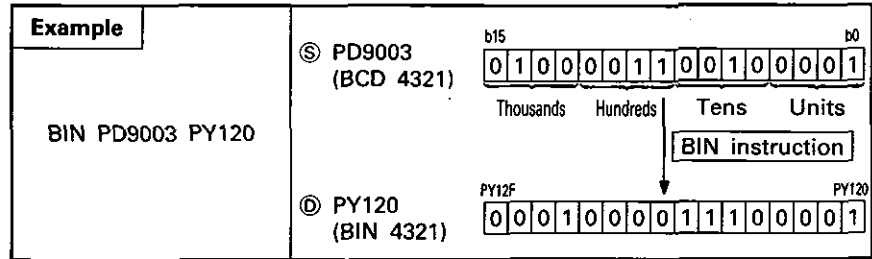 Example
BIN PD9003 PY120
Ⓢ PD9003
(BCD 4321)
b15 b0
0 1 0 0 0 0 1 1 0 0 1 0 0 0 0 1
Thousands Hundreds Tens Units
BIN instruction
Ⓓ PY120
(BIN 4321)
PY12F PY120
0 0 0 1 0 0 0 0 1 1 1 0 0 0 0 1